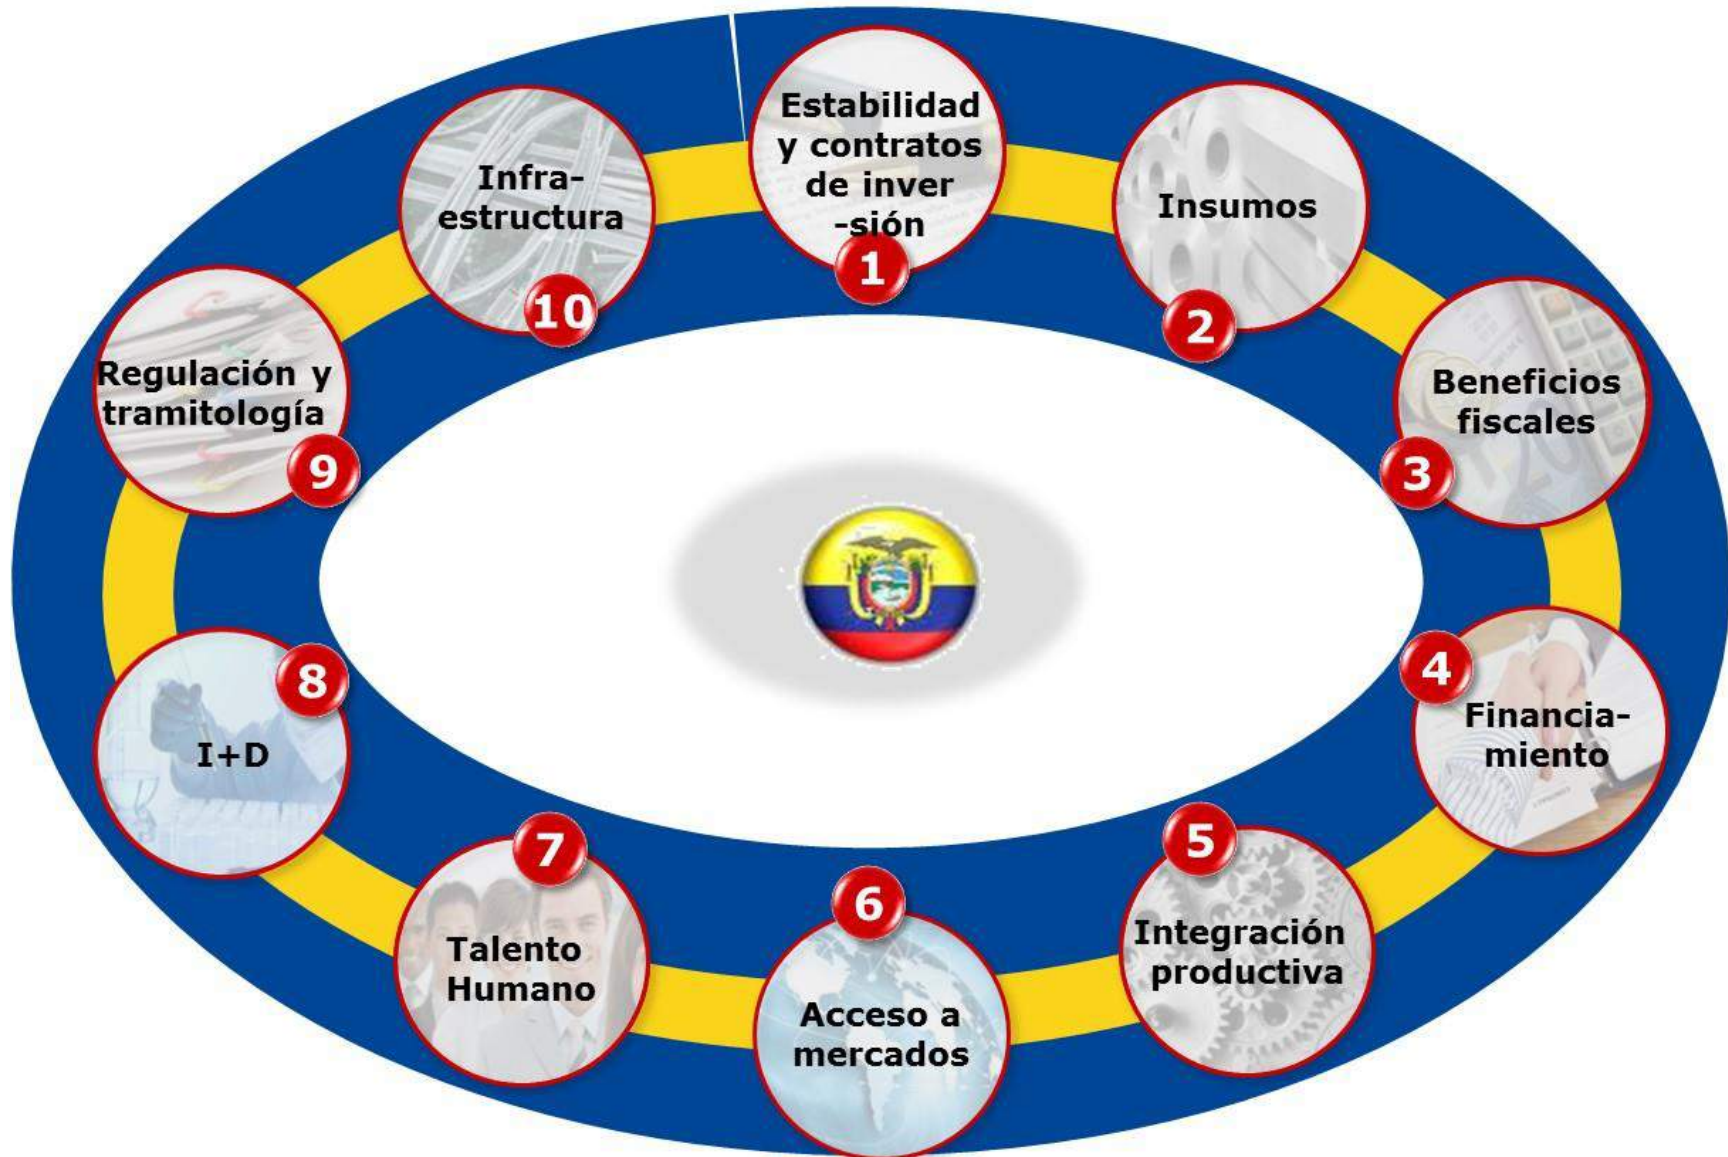 Estabilidad
y contratos
de inver
-sión
1
Insumos
2
Beneficios
fiscales
3
4
Financia-
miento
5
Integración
productiva
6
Acceso a
mercados
7
Talento
Humano
8
I+D
Regulación y
tramitología
9
Infra-
estructura
10